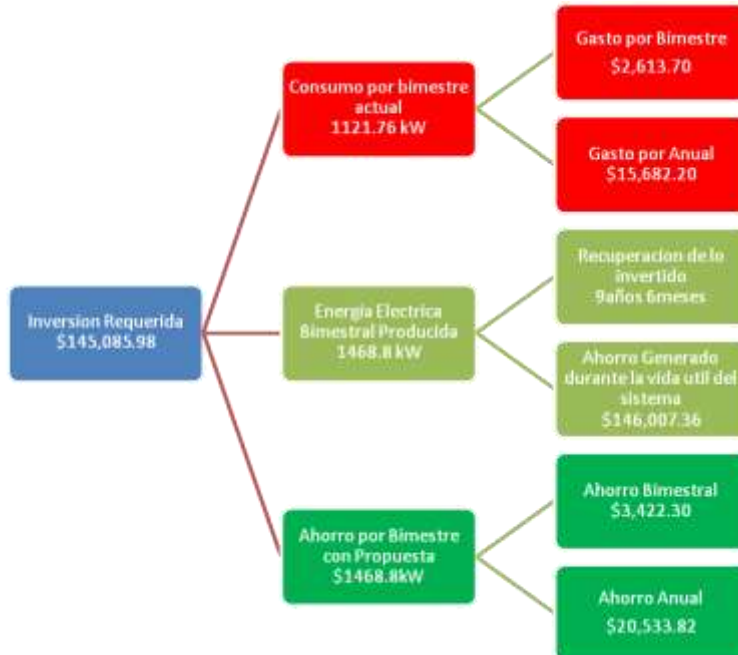 Inversion Requerida
$145,085.98
Consumo por bimestre
actual
1121.76 kW
Gasto por Bimestre
$2,613.70
Gasto por Anual
$15,682.20
Energia Electrica
Bimestral Producida
1468.8 kW
Recuperacion de lo
invertido
9años 6meses
Ahorro Generado
durante la vida util del
sistema
$146,007.36
Ahorro por Bimestre
con Propuesta
$1468.8kW
Ahorro Bimestral
$3,422.30
Ahorro Anual
$20,533.82